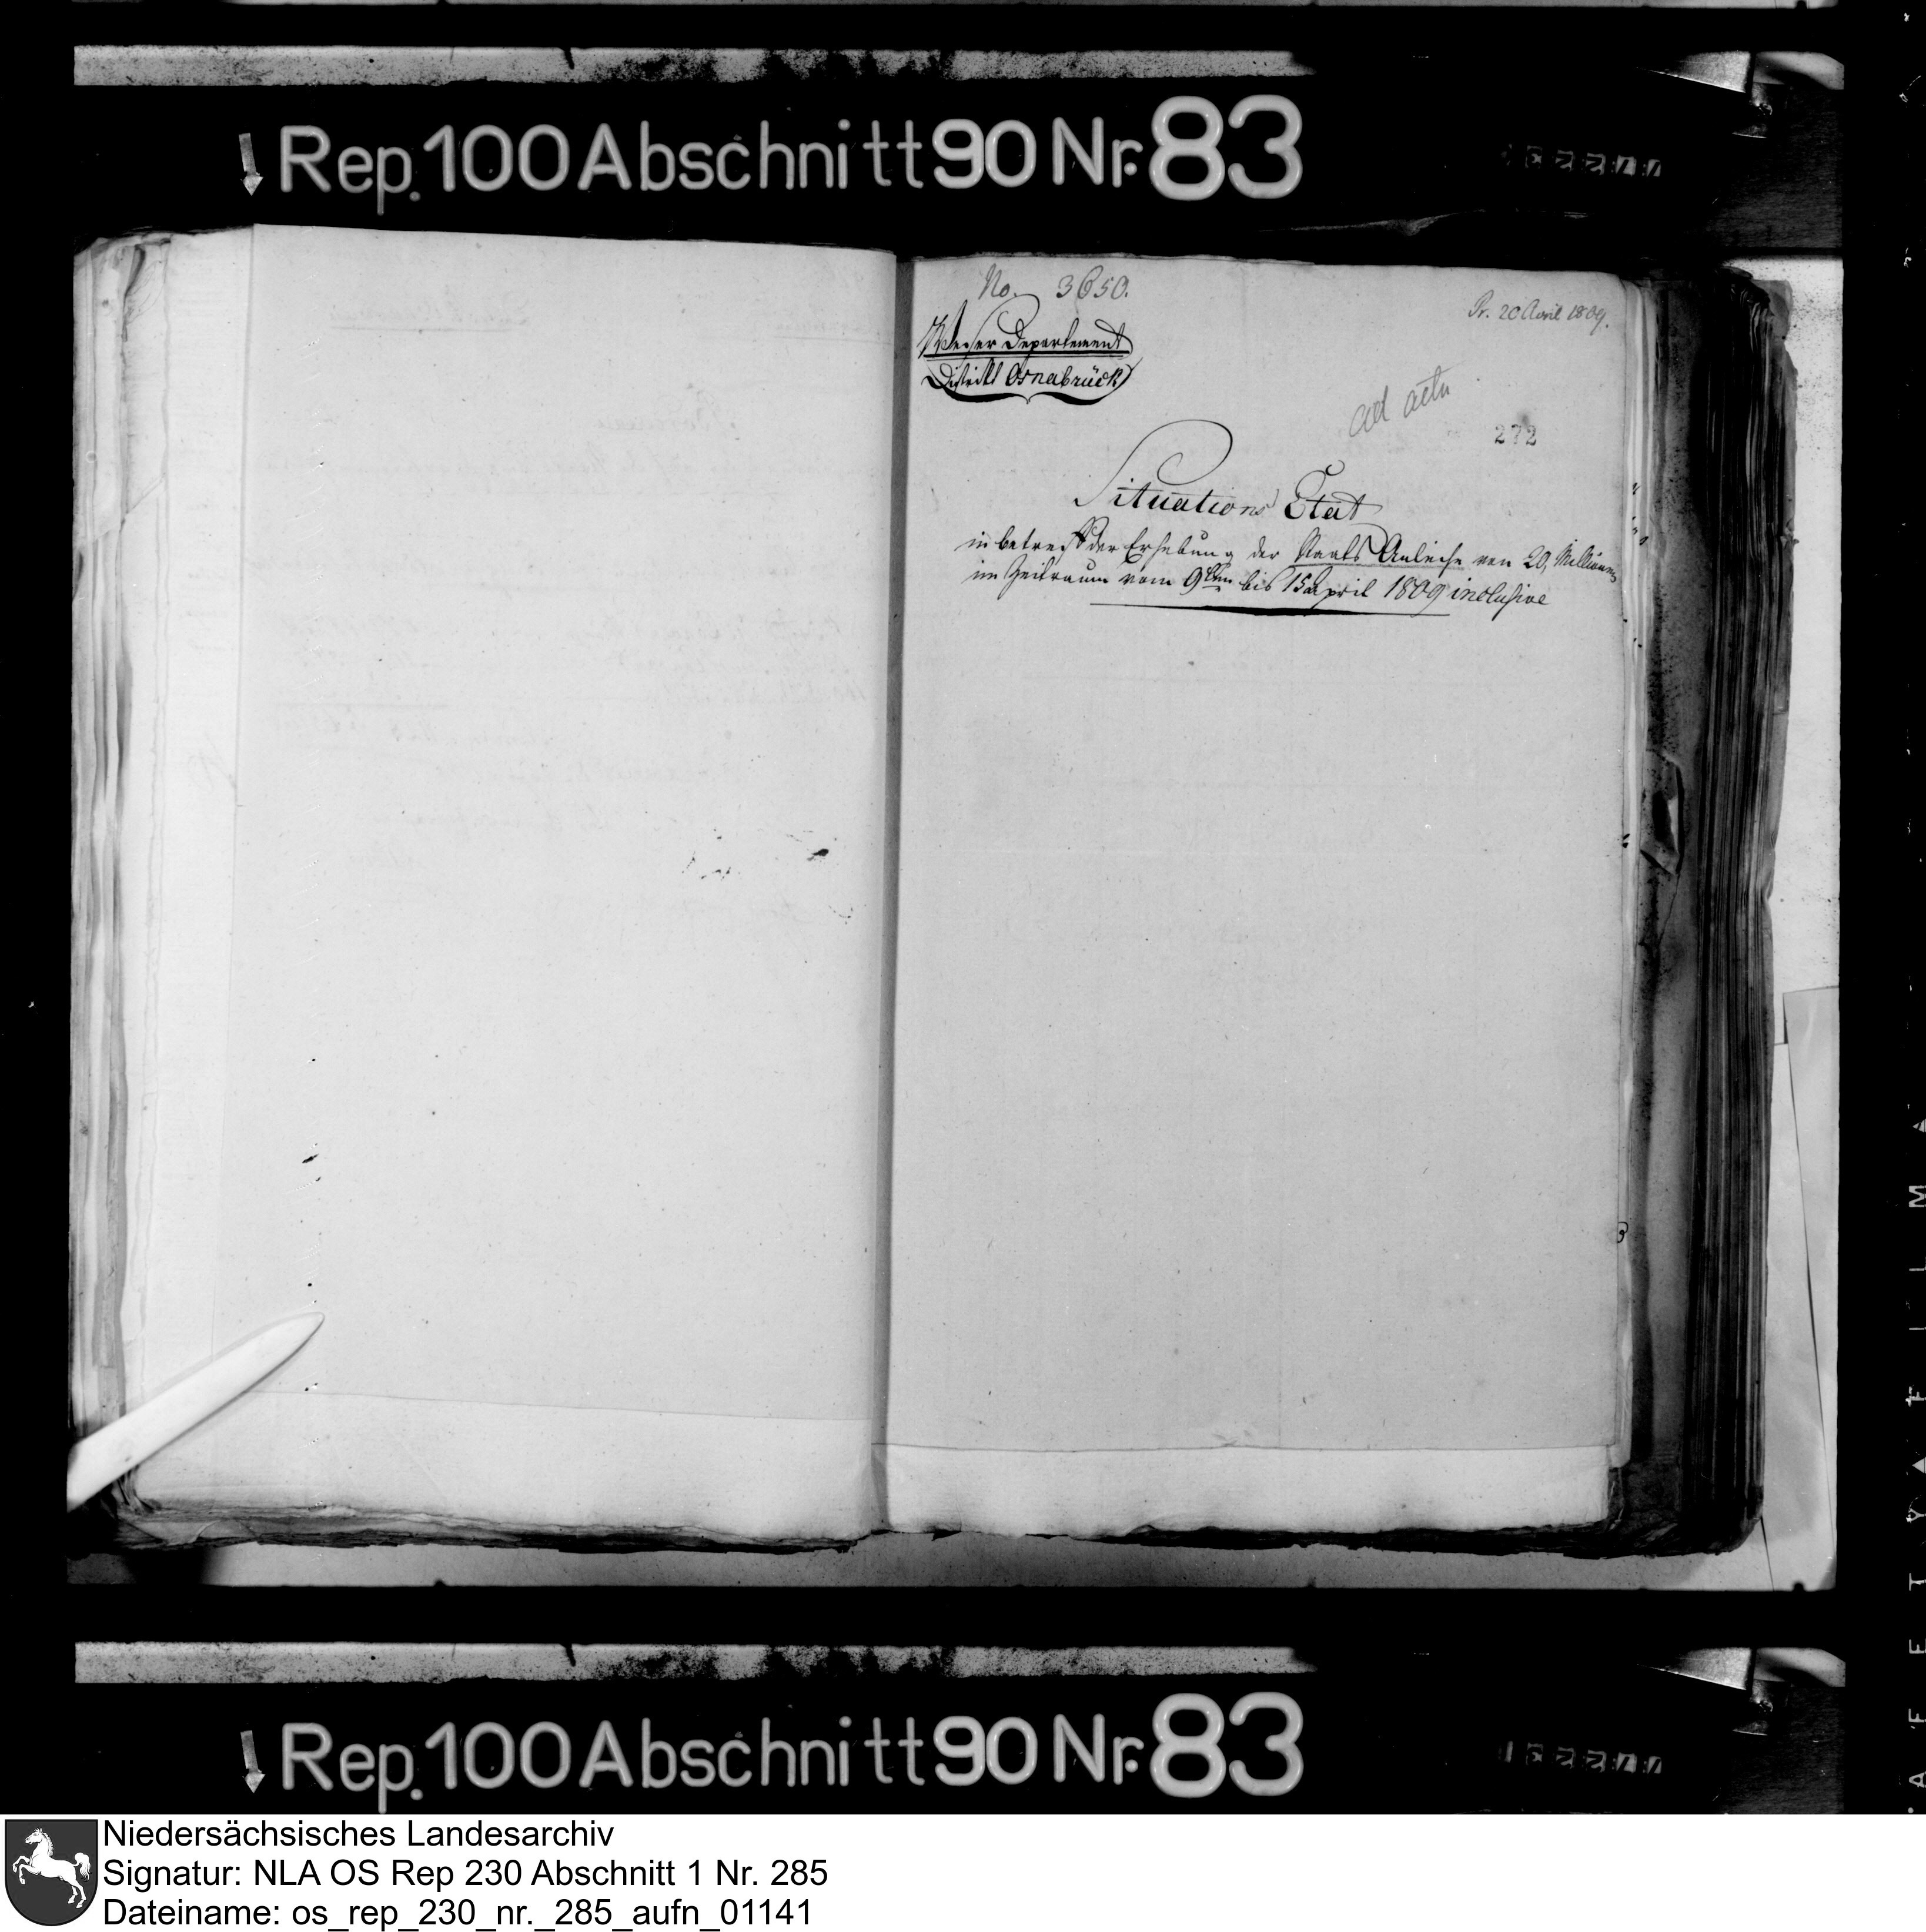 Rep. 100 Abschnitt 90 Nr. 83
No. 3650.
Pr. 20 April 1809.
Weser Departement
District Osnabrück
ad acta
272
Situations Etat
in betreff der Erhebung der Staats Anleihe von 20, Millionen
im Zeitraum vom 9ten bis 15 April 1809 inclusive
Rep. 100 Abschnitt 90 Nr. 83
Niedersächsisches Landesarchiv
Signatur: NLA OS Rep 230 Abschnitt 1 Nr. 285
Dateiname: os_rep_230_nr._285_aufn_01141